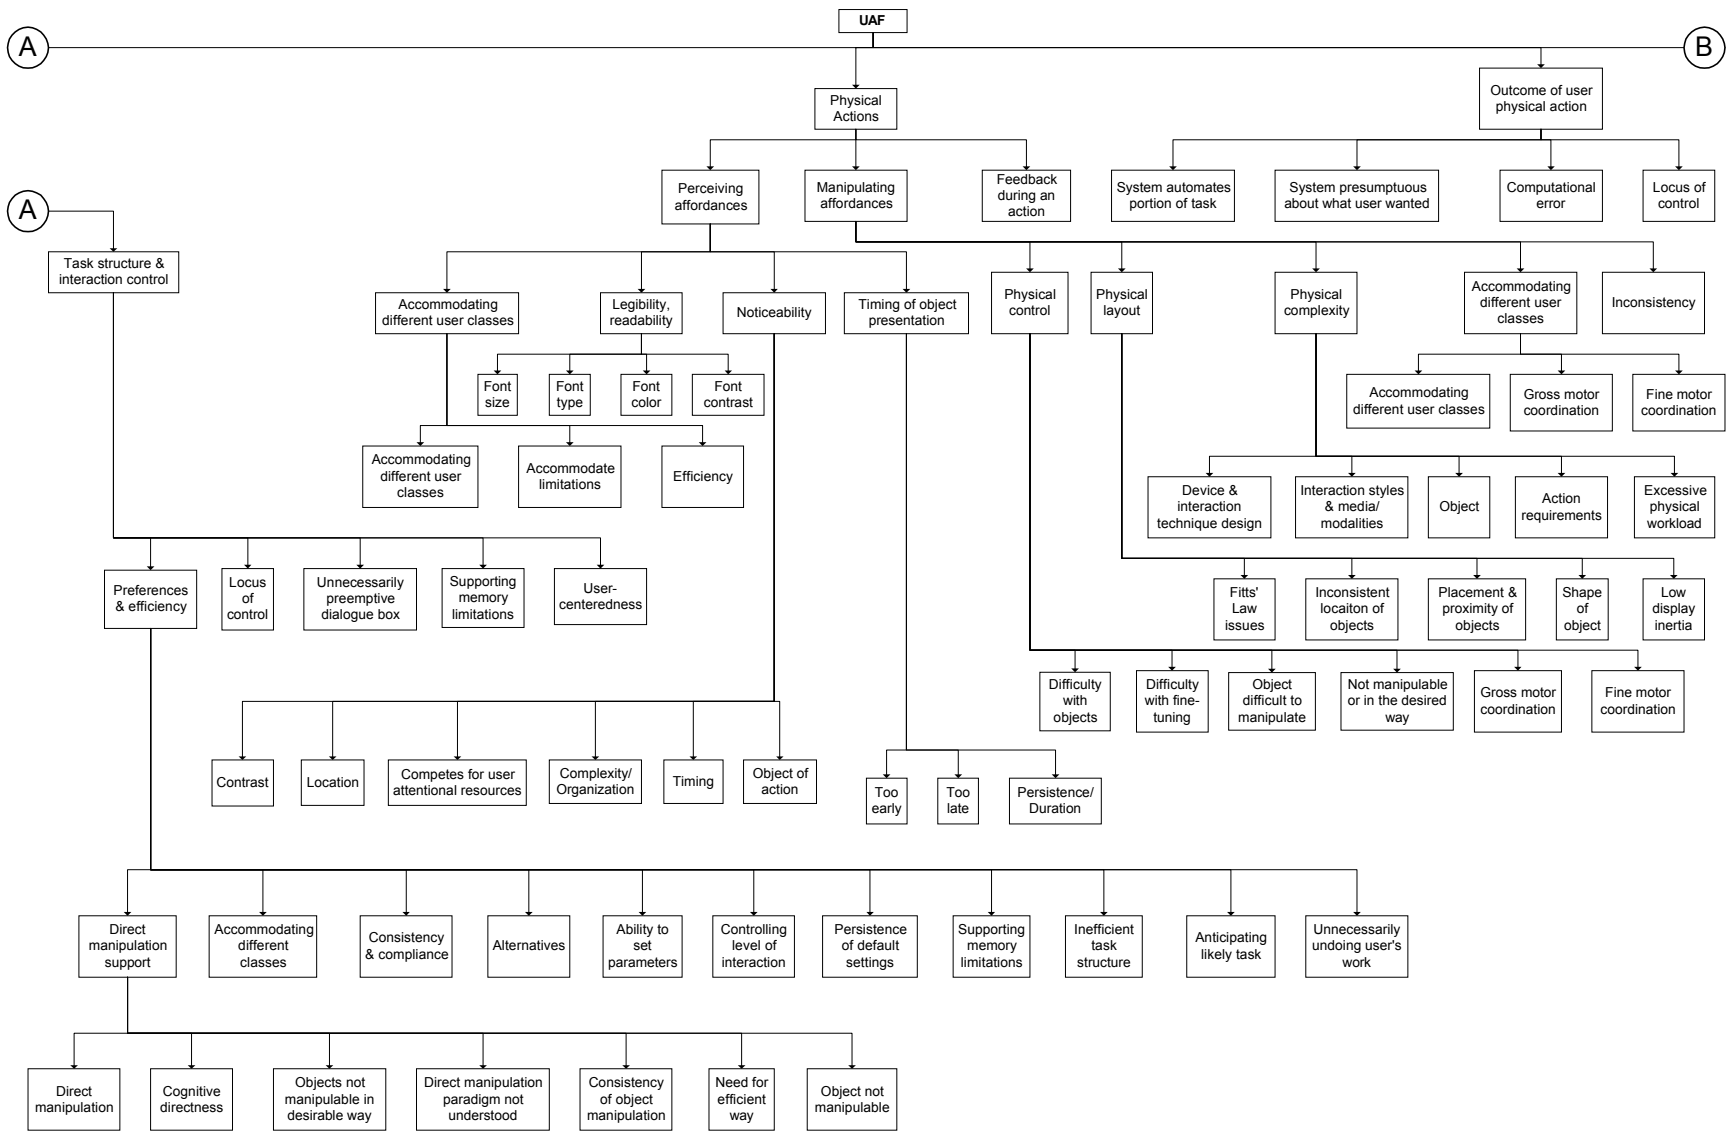 UAF
A
B
Physical
Actions
Outcome of user
physical action
Perceiving
affordances
Manipulating
affordances
Feedback
during an
action
System automates
portion of task
System presumptuous
about what user wanted
Computational
error
Locus of
control
A
Task structure &
interaction control
Accommodating
different user classes
Legibility,
readability
Noticeability
Timing of object
presentation
Physical
control
Physical
layout
Physical
complexity
Accommodating
different user
classes
Inconsistency
Font
size
Font
type
Font
color
Font
contrast
Accommodating
different user classes
Gross motor
coordination
Fine motor
coordination
Accommodating
different user
classes
Accommodate
limitations
Efficiency
Device &
interaction
technique design
Interaction styles
& media/
modalities
Object
Action
requirements
Excessive
physical
workload
Preferences
& efficiency
Locus
of
control
Unnecessarily
preemptive
dialogue box
Supporting
memory
limitations
User-
centeredness
Fitts'
Law
issues
Inconsistent
locaiton of
objects
Placement &
proximity of
objects
Shape
of
object
Low
display
inertia
Difficulty
with
objects
Difficulty
with fine-
tuning
Object
difficult to
manipulate
Not manipulable
or in the desired
way
Gross motor
coordination
Fine motor
coordination
Contrast
Location
Competes for user
attentional resources
Complexity/
Organization
Timing
Object of
action
Too
early
Too
late
Persistence/
Duration
Direct
manipulation
support
Accommodating
different
classes
Consistency
& compliance
Alternatives
Ability to
set
parameters
Controlling
level of
interaction
Persistence
of default
settings
Supporting
memory
limitations
Inefficient
task
structure
Anticipating
likely task
Unnecessarily
undoing user's
work
Direct
manipulation
Cognitive
directness
Objects not
manipulable in
desirable way
Direct manipulation
paradigm not
understood
Consistency
of object
manipulation
Need for
efficient
way
Object not
manipulable